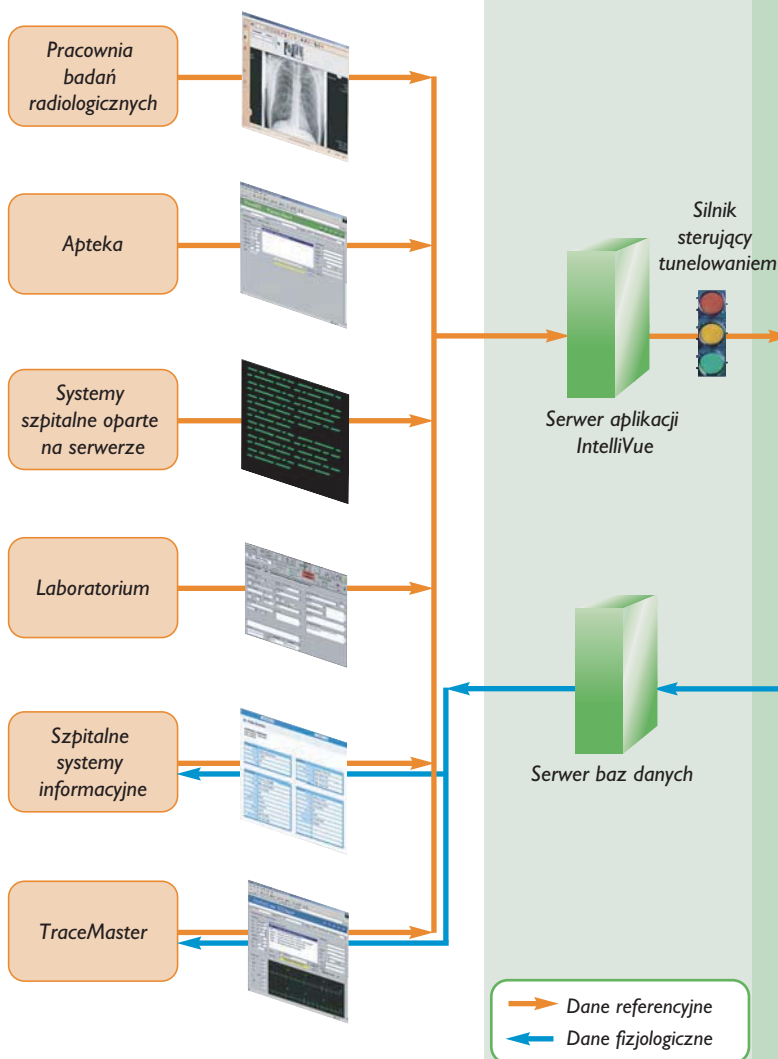 Pracownia
badań
radiologicznych
Apteka
Systemy
szpitalne oparte
na serwerze
Laboratorium
Szpitalne
systemy
informacyjne
TraceMaster
Silnik
sterujący
tunelowaniem
Serwer aplikacji
IntelliVue
Serwer baz danych
Dane referencyjne
Dane fizjologiczne